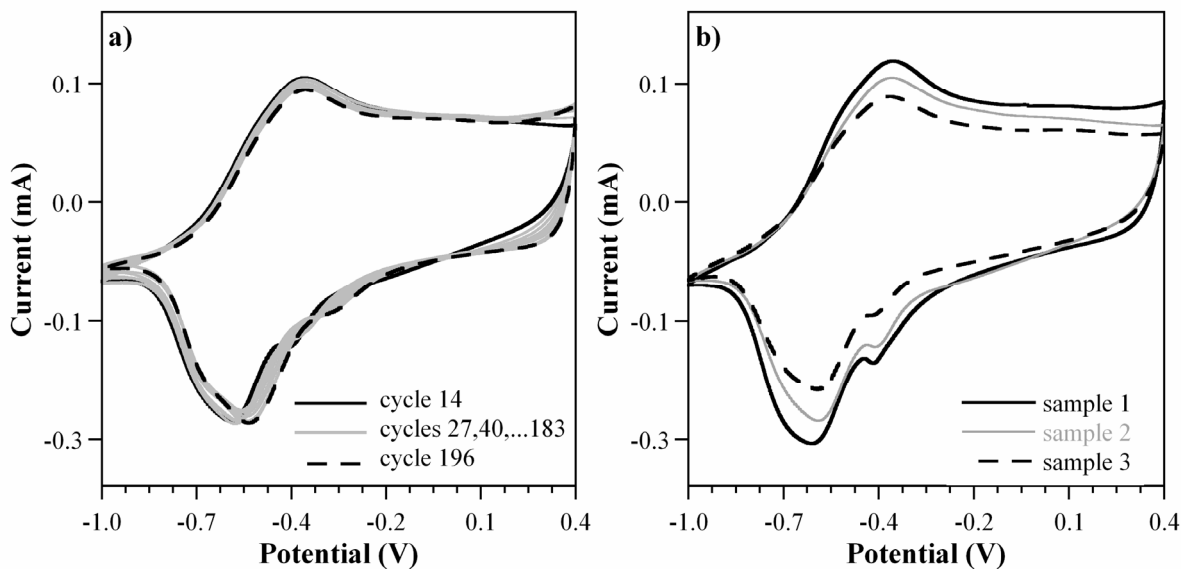 a)
Current (mA)
0.1
0.0
-0.1
-0.3
cycle 14
cycles 27,40,...183
cycle 196
-1.0 -0.7 -0.4 -0.2 0.1 0.4
Potential (V)
b)
Current (mA)
0.1
0.0
-0.1
-0.3
sample 1
sample 2
sample 3
-1.0 -0.7 -0.4 -0.2 0.1 0.4
Potential (V)